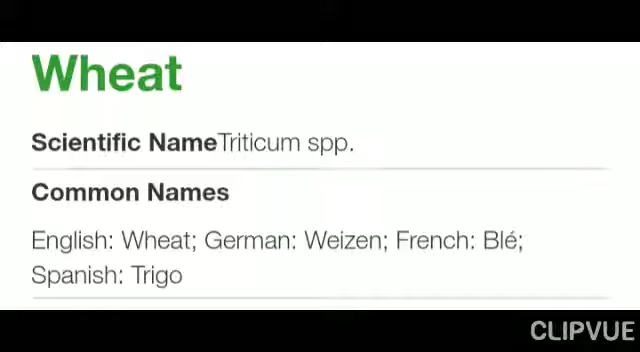 Wheat
Scientific NameTriticum spp.
Common Names
English: Wheat; German: Weizen; French: Blé;
Spanish: Trigo
CLIPVUE